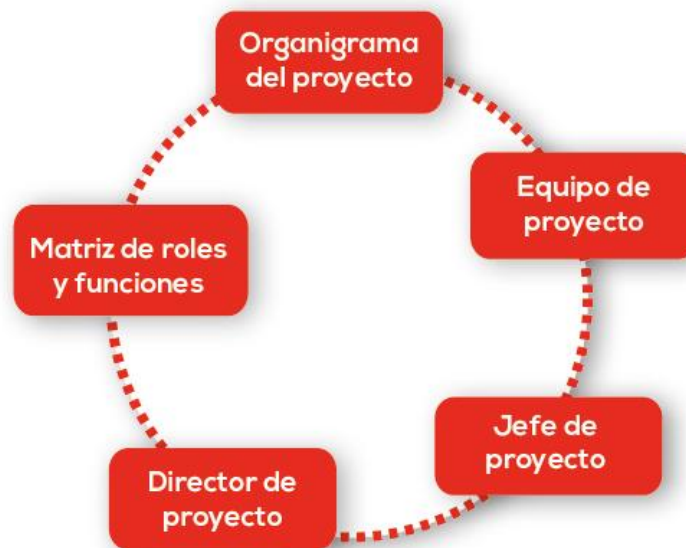 Organigrama
del proyecto
Equipo de
proyecto
Jefe de
proyecto
Director de
proyecto
Matriz de roles
y funciones